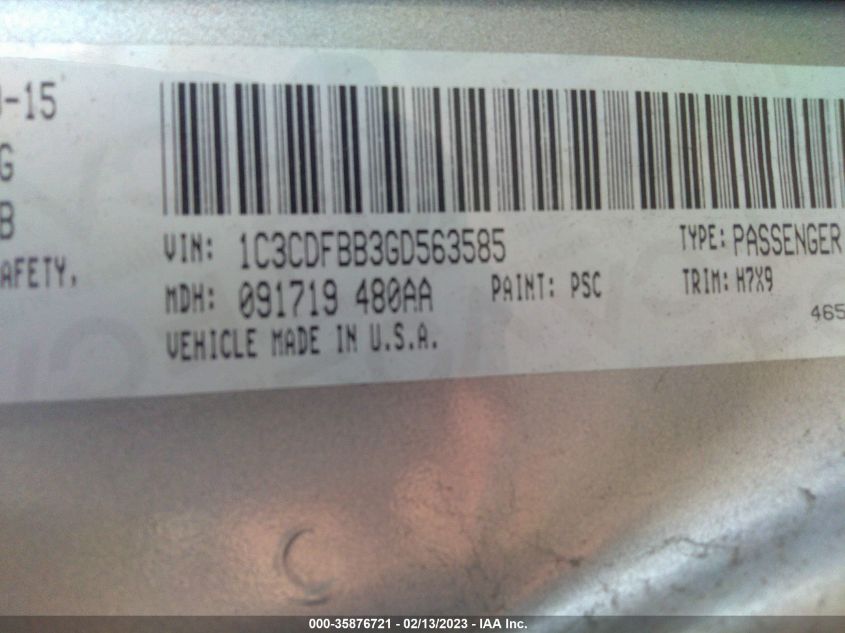 -15
G
B
AFETY,
VIN: 1C3CDFBB3GD563585
TYPE: PASSENGER
MDH: 091719 480AA
PAINT: PSC
TRIM: H7X9
465
VEHICLE MADE IN U.S.A.
000-35876721 - 02/13/2023 - IAA Inc.